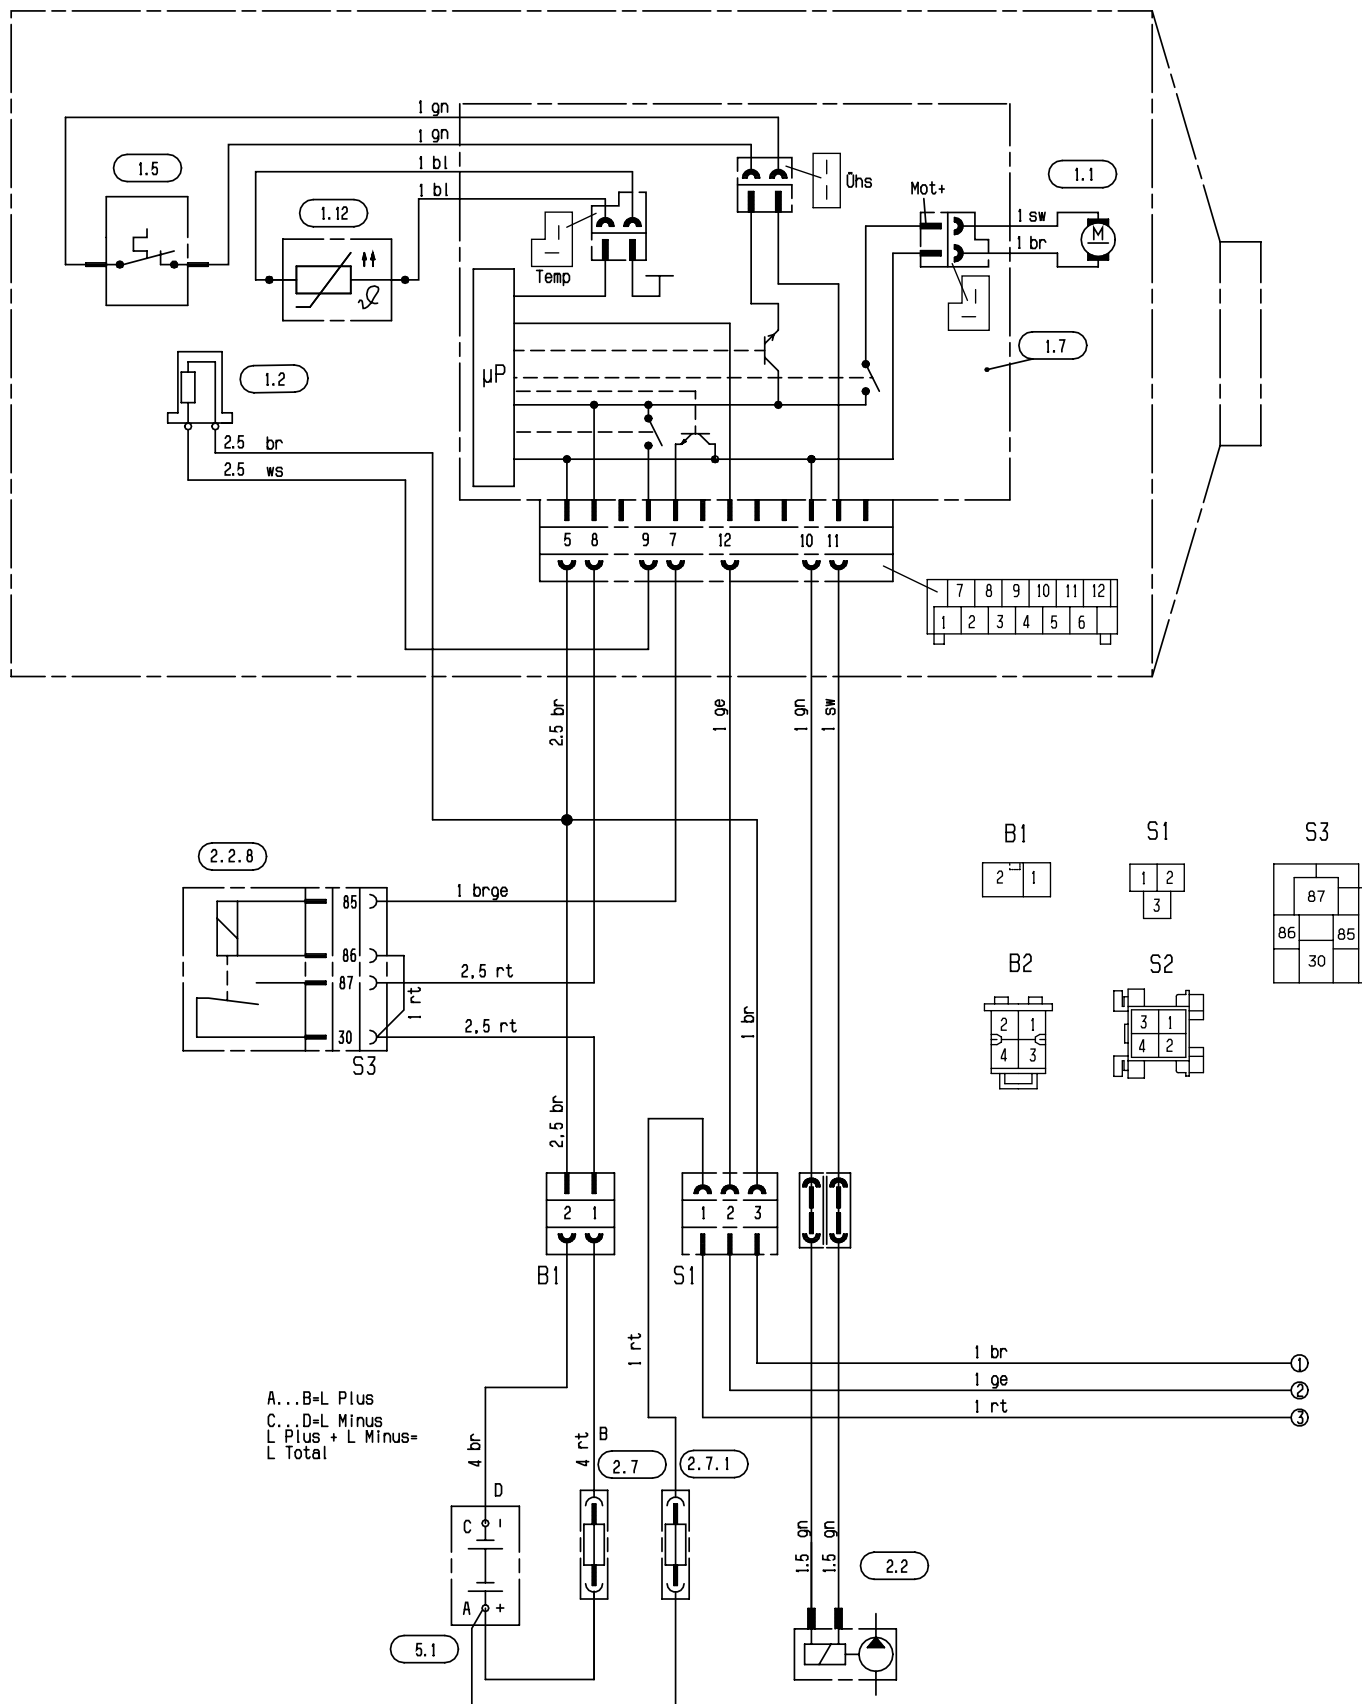 1 gn
1 gn
1.5
1 bl
Ühs
1.1
1 bl
Mot+
1.12
1 sw
M
1 br
Temp
1.7
µP
1.2
2.5 br
2.5 ws
5 8 9 7 12 10 11
7 8 9 10 11 12
1 2 3 4 5 6
2.5 br
1 ge
1 gn
1 sw
B1
S1
S3
2.2.8
2 1
1 2
3
87
86
85
30
1 brge
85
86
87
30
2,5 rt
1 rt
2,5 rt
S3
1 br
B2
S2
2 1
4 3
3 1
4 2
2,5 br
2 1
1 2 3
B1
S1
1 rt
1 br
1
1 ge
2
1 rt
3
A...B=L Plus
C...D=L Minus
L Plus + L Minus=
L Total
4 br
4 rt
B
2.7
2.7.1
D
C
-
A
+
5.1
1.5 gn
1.5 gn
2.2